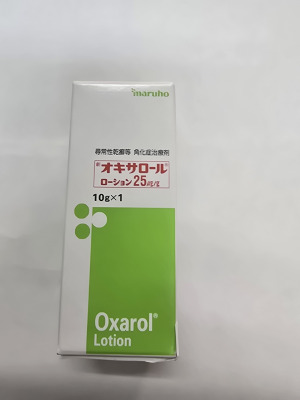 maruho
尋常性乾癬等 角化症治療剤
オキサロール®
ローション25μg/g
10g×1
Oxarol®
Lotion